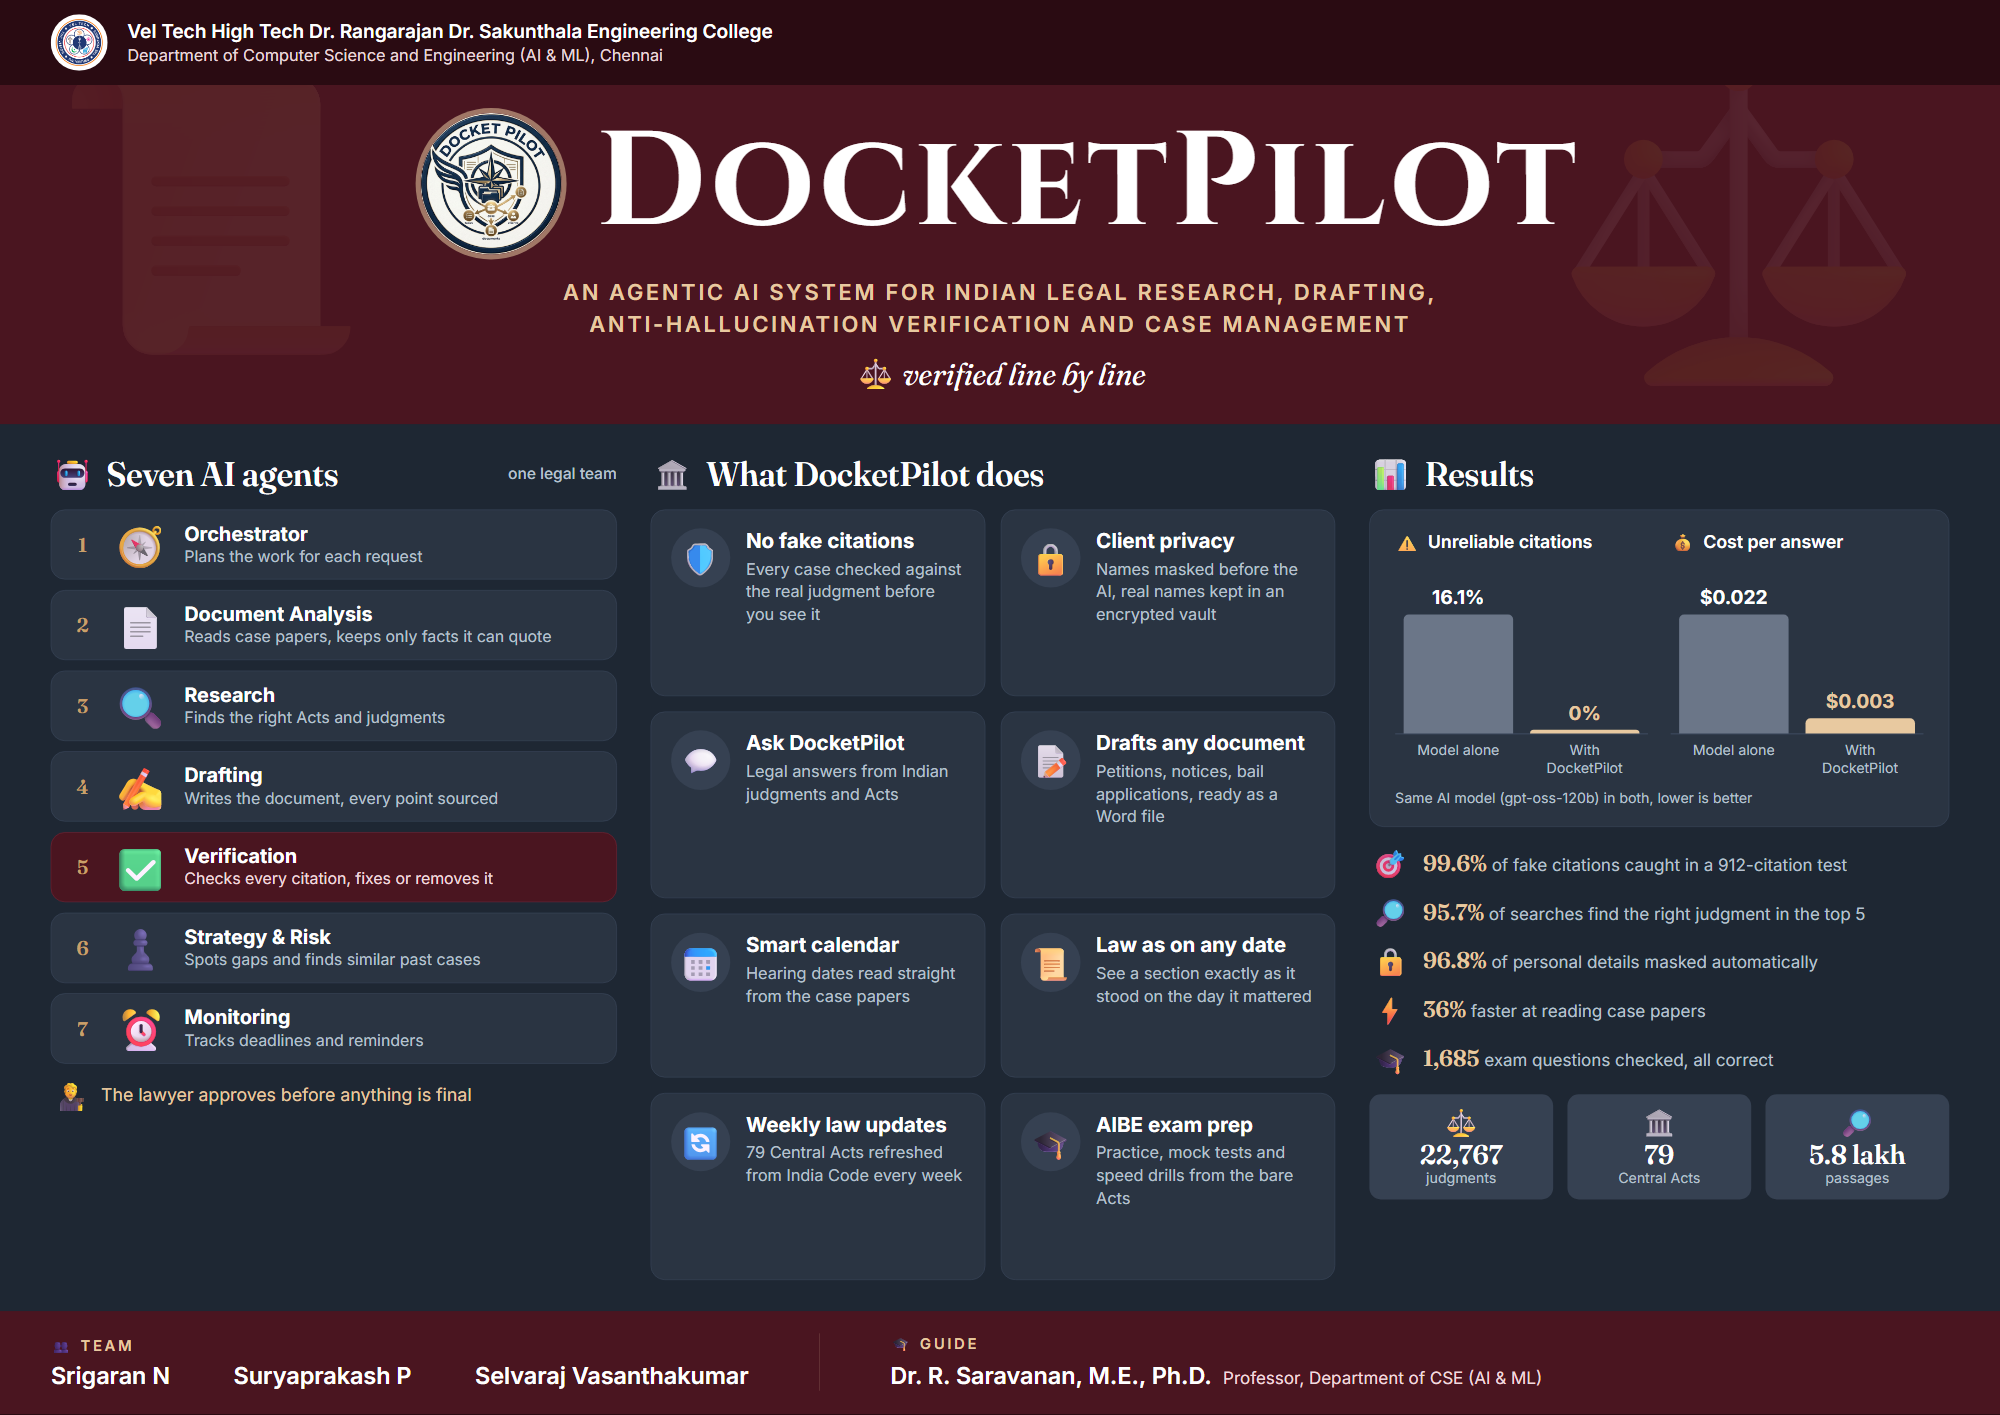 Vel Tech High Tech Dr. Rangarajan Dr. Sakunthala Engineering College
Department of Computer Science and Engineering (AI & ML), Chennai
DOCKET PILOT
DOCKETPILOT
AN AGENTIC AI SYSTEM FOR INDIAN LEGAL RESEARCH, DRAFTING,
ANTI-HALLUCINATION VERIFICATION AND CASE MANAGEMENT
verified line by line
Seven AI agents
one legal team
1
Orchestrator
Plans the work for each request
2
Document Analysis
Reads case papers, keeps only facts it can quote
3
Research
Finds the right Acts and judgments
4
Drafting
Writes the document, every point sourced
5
Verification
Checks every citation, fixes or removes it
6
Strategy & Risk
Spots gaps and finds similar past cases
7
Monitoring
Tracks deadlines and reminders
The lawyer approves before anything is final
What DocketPilot does
No fake citations
Every case checked against
the real judgment before
you see it
Client privacy
Names masked before the
AI, real names kept in an
encrypted vault
Ask DocketPilot
Legal answers from Indian
judgments and Acts
Drafts any document
Petitions, notices, bail
applications, ready as a
Word file
Smart calendar
Hearing dates read straight
from the case papers
Law as on any date
See a section exactly as it
stood on the day it mattered
Weekly law updates
79 Central Acts refreshed
from India Code every week
AIBE exam prep
Practice, mock tests and
speed drills from the bare
Acts
Results
Unreliable citations
16.1%
0%
Model alone
With
DocketPilot
Cost per answer
$0.022
$0.003
Model alone
With
DocketPilot
Same AI model (gpt-oss-120b) in both, lower is better
99.6% of fake citations caught in a 912-citation test
95.7% of searches find the right judgment in the top 5
96.8% of personal details masked automatically
36% faster at reading case papers
1,685 exam questions checked, all correct
22,767
judgments
79
Central Acts
5.8 lakh
passages
TEAM
Srigaran N
Suryaprakash P
Selvaraj Vasanthakumar
GUIDE
Dr. R. Saravanan, M.E., Ph.D. Professor, Department of CSE (AI & ML)